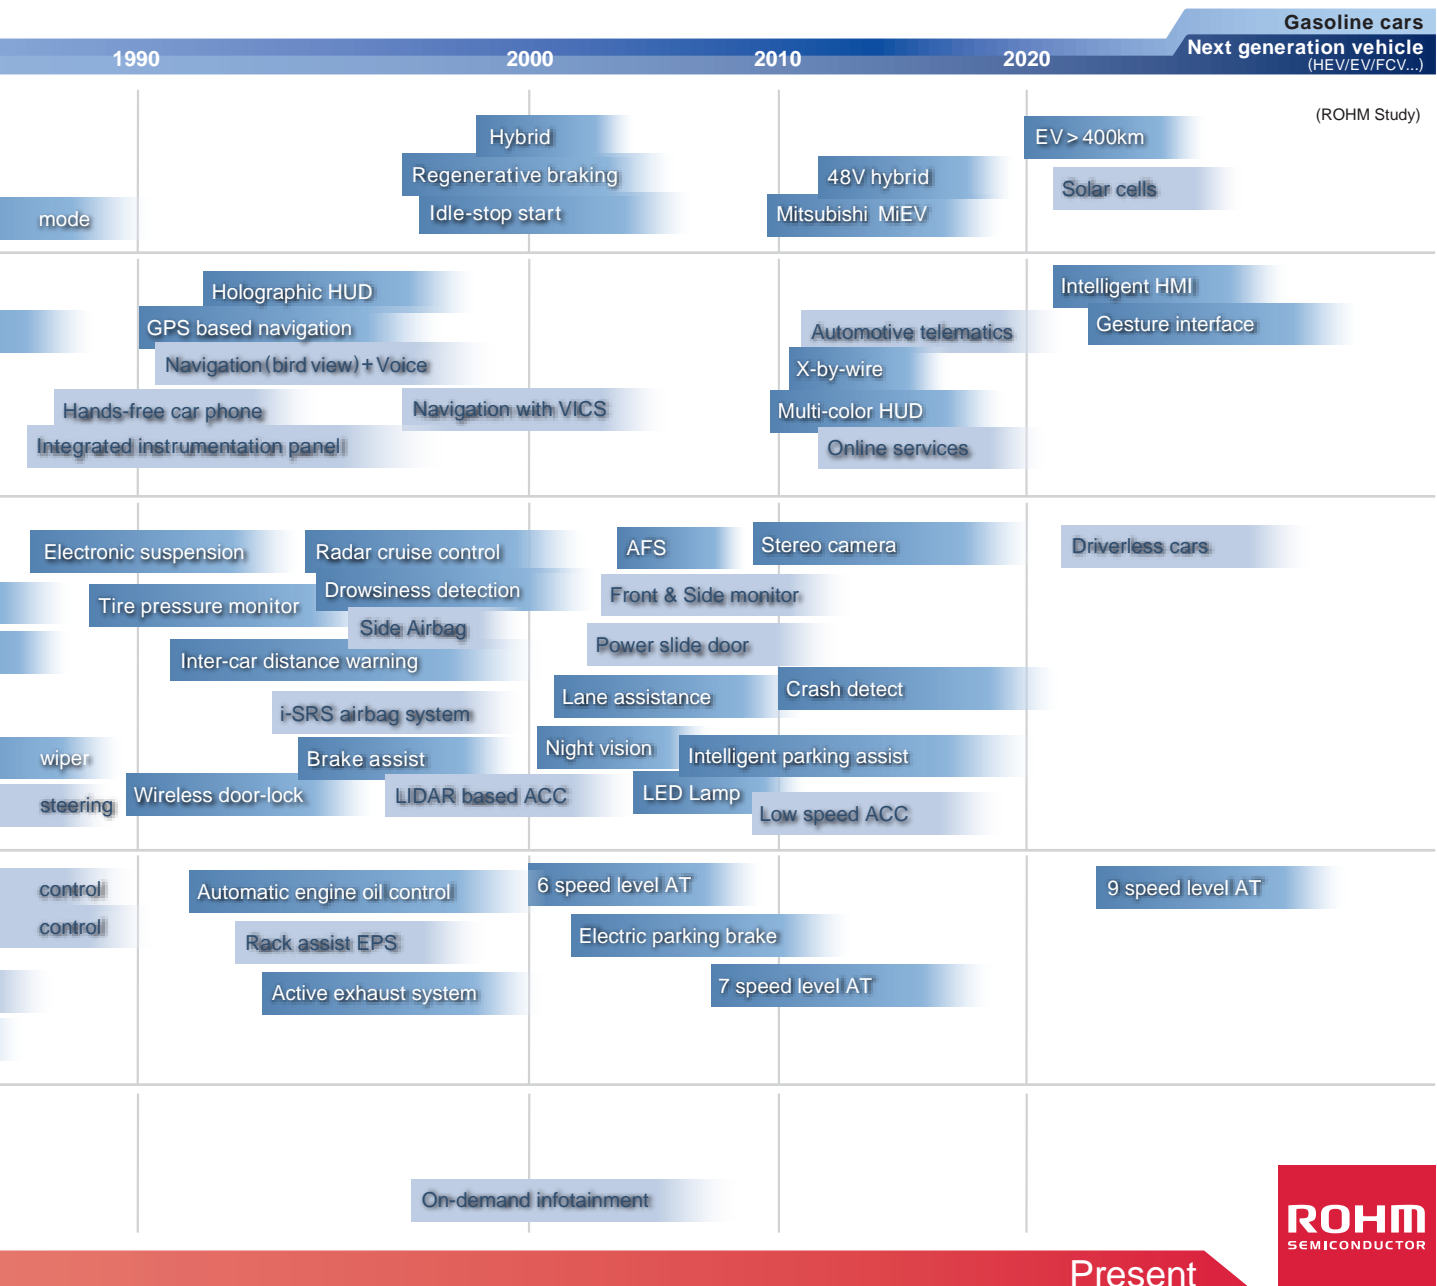 Gasoline cars
Next generation vehicle
(HEV/EV/FCV...)
1990
2000
2010
2020
(ROHM Study)
Hybrid
EV > 400km
Regenerative braking
48V hybrid
Solar cells
mode
Idle-stop start
Mitsubishi MiEV
Holographic HUD
Intelligent HMI
GPS based navigation
Automotive telematics
Gesture interface
Navigation (bird view) + Voice
X-by-wire
Hands-free car phone
Navigation with VICS
Multi-color HUD
Integrated instrumentation panel
Online services
Electronic suspension
Radar cruise control
AFS
Stereo camera
Driverless cars
Drowsiness detection
Front & Side monitor
Tire pressure monitor
Side Airbag
Power slide door
Inter-car distance warning
Lane assistance
Crash detect
i-SRS airbag system
wiper
Brake assist
Night vision
Intelligent parking assist
steering
Wireless door-lock
LIDAR based ACC
LED Lamp
Low speed ACC
control
Automatic engine oil control
6 speed level AT
9 speed level AT
control
Rack assist EPS
Electric parking brake
Active exhaust system
7 speed level AT
On-demand infotainment
ROHM
SEMICONDUCTOR
Present